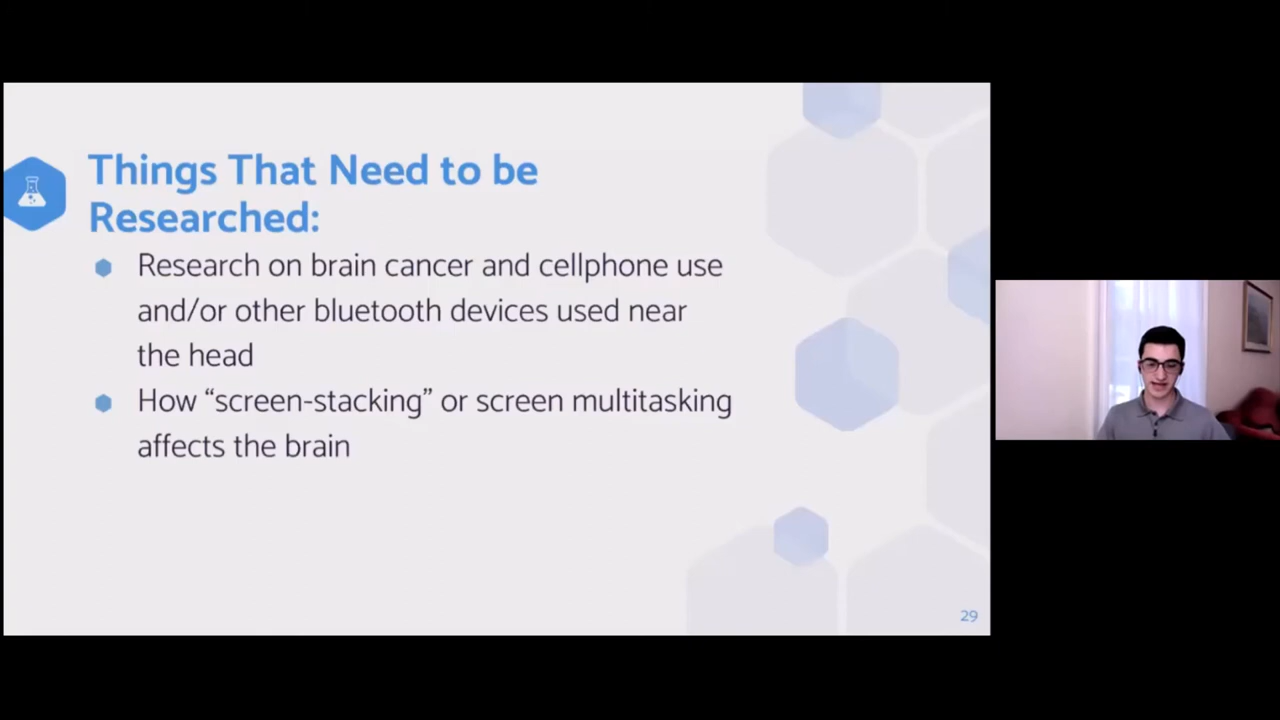 Things That Need to be
Researched:
Research on brain cancer and cellphone use
and/or other bluetooth devices used near
the head
How “screen-stacking” or screen multitasking
affects the brain
29